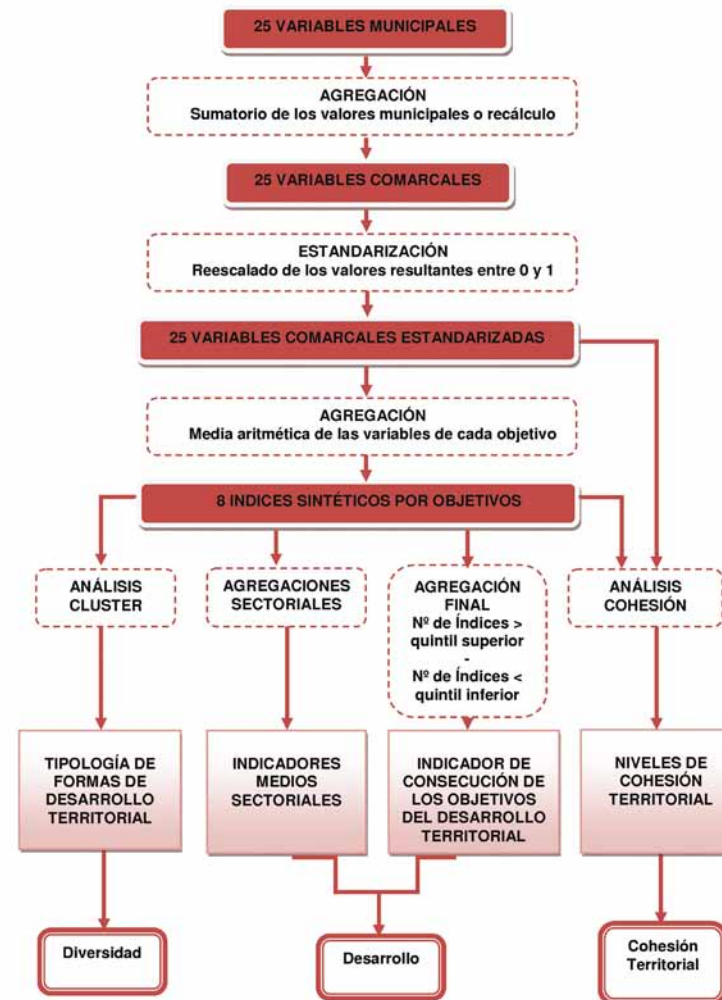 25 VARIABLES MUNICIPALES
AGREGACIÓN
Sumatorio de los valores municipales o recálculo
25 VARIABLES COMARCALES
ESTANDARIZACIÓN
Reescalado de los valores resultantes entre 0 y 1
25 VARIABLES COMARCALES ESTANDARIZADAS
AGREGACIÓN
Media aritmética de las variables de cada objetivo
8 INDICES SINTÉTICOS POR OBJETIVOS
ANÁLISIS
CLUSTER
AGREGACIONES
SECTORIALES
AGREGACIÓN
FINAL
Nº de Índices >
quintil superior
-
Nº de Índices <
quintil inferior
ANÁLISIS
COHESIÓN
TIPOLOGÍA DE
FORMAS DE
DESARROLLO
TERRITORIAL
INDICADORES
MEDIOS
SECTORIALES
INDICADOR DE
CONSECUCIÓN DE
LOS OBJETIVOS
DEL DESARROLLO
TERRITORIAL
NIVELES DE
COHESIÓN
TERRITORIAL
Diversidad
Desarrollo
Cohesión
Territorial